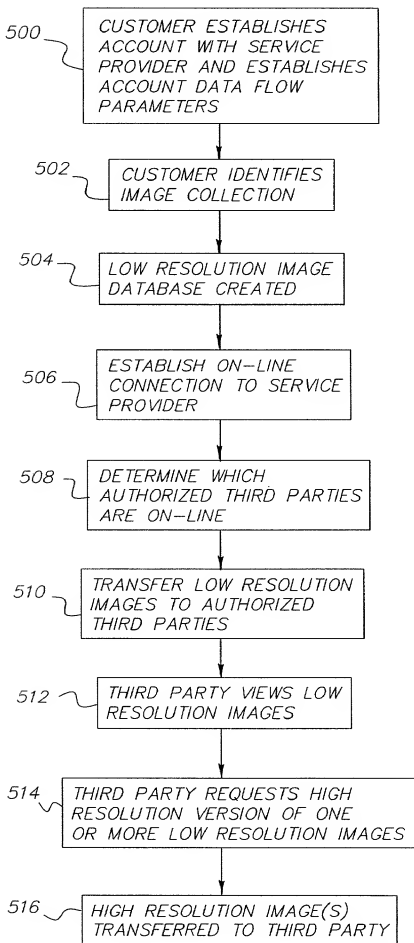 500
CUSTOMER ESTABLISHES
ACCOUNT WITH SERVICE
PROVIDER AND ESTABLISHES
ACCOUNT DATA FLOW
PARAMETERS
502
CUSTOMER IDENTIFIES
IMAGE COLLECTION
504
LOW RESOLUTION IMAGE
DATABASE CREATED
506
ESTABLISH ON-LINE
CONNECTION TO SERVICE
PROVIDER
508
DETERMINE WHICH
AUTHORIZED THIRD PARTIES
ARE ON-LINE
510
TRANSFER LOW RESOLUTION
IMAGES TO AUTHORIZED
THIRD PARTIES
512
THIRD PARTY VIEWS LOW
RESOLUTION IMAGES
514
THIRD PARTY REQUESTS HIGH
RESOLUTION VERSION OF ONE
OR MORE LOW RESOLUTION IMAGES
516
HIGH RESOLUTION IMAGE(S)
TRANSFERRED TO THIRD PARTY